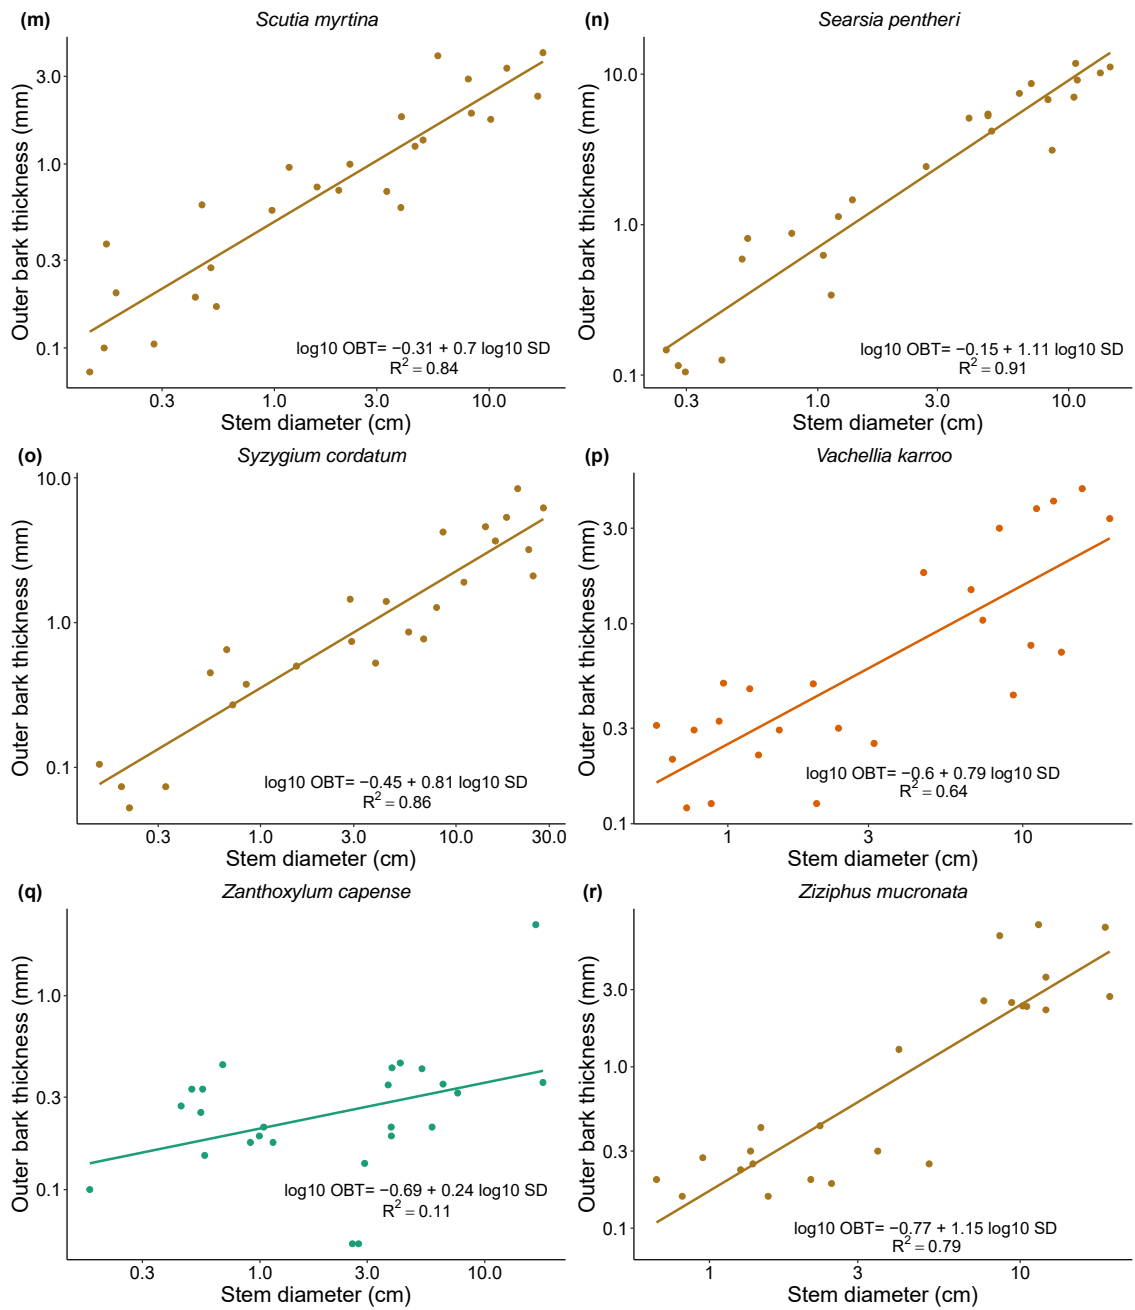 (m) Scutia myrtina
Outer bark thickness (mm)
3.0
1.0
0.3
0.1
log10 OBT= −0.31 + 0.7 log10 SD
R² = 0.84
0.3 1.0 3.0 10.0
Stem diameter (cm)
(n) Searsia pentheri
Outer bark thickness (mm)
10.0
1.0
0.1
log10 OBT= −0.15 + 1.11 log10 SD
R² = 0.91
0.3 1.0 3.0 10.0
Stem diameter (cm)
(o) Syzygium cordatum
Outer bark thickness (mm)
10.0
1.0
0.1
log10 OBT= −0.45 + 0.81 log10 SD
R² = 0.86
0.3 1.0 3.0 10.0 30.0
Stem diameter (cm)
(p) Vachellia karroo
Outer bark thickness (mm)
3.0
1.0
0.3
0.1
log10 OBT= −0.6 + 0.79 log10 SD
R² = 0.64
1 3 10
Stem diameter (cm)
(q) Zanthoxylum capense
Outer bark thickness (mm)
1.0
0.3
0.1
log10 OBT= −0.69 + 0.24 log10 SD
R² = 0.11
0.3 1.0 3.0 10.0
Stem diameter (cm)
(r) Ziziphus mucronata
Outer bark thickness (mm)
3.0
1.0
0.3
0.1
log10 OBT= −0.77 + 1.15 log10 SD
R² = 0.79
1 3 10
Stem diameter (cm)